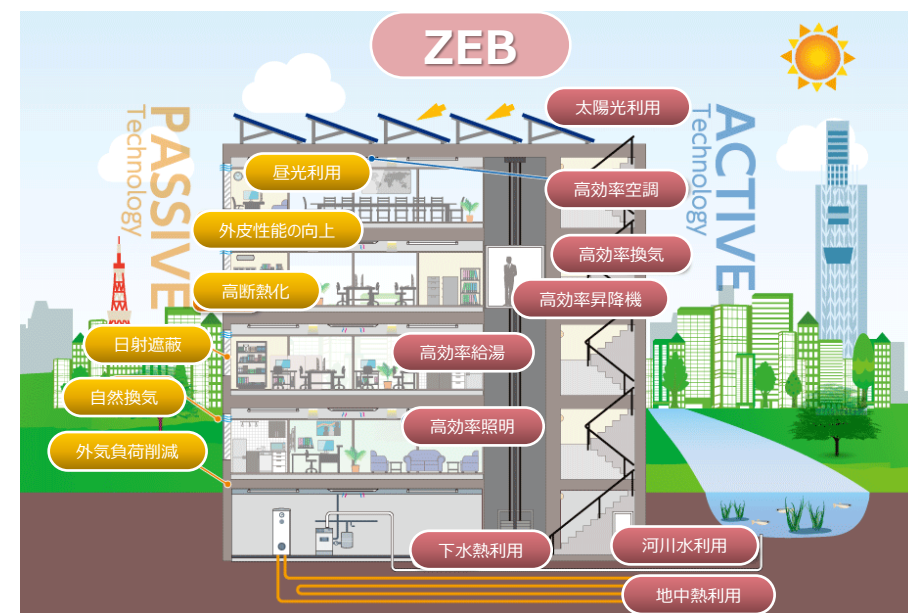 ZEB
PASSIVE
Technology
ACTIVE
Technology
太陽光利用
昼光利用
高効率空調
外皮性能の向上
高効率換気
高断熱化
高効率昇降機
日射遮蔽
高効率給湯
自然換気
高効率照明
外気負荷削減
下水熱利用
河川水利用
地中熱利用